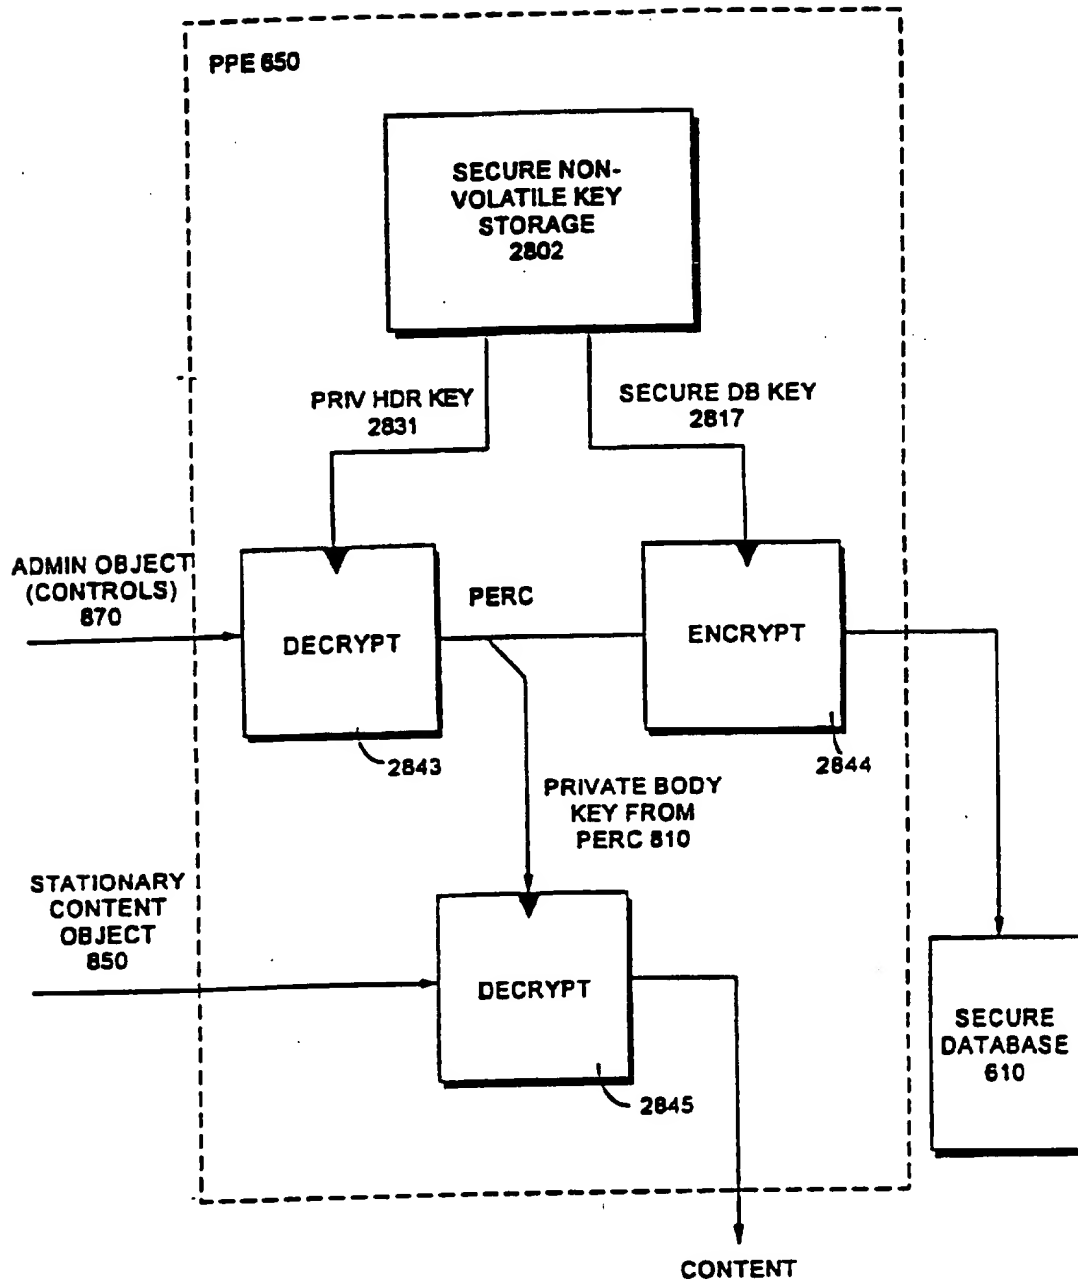 PPE 650
SECURE NON-
VOLATILE KEY
STORAGE
2802
PRIV HDR KEY
2831
SECURE DB KEY
2817
ADMIN OBJECT
(CONTROLS)
870
DECRYPT
PERC
ENCRYPT
2843
2844
PRIVATE BODY
KEY FROM
PERC 810
STATIONARY
CONTENT
OBJECT
850
DECRYPT
2845
SECURE
DATABASE
610
CONTENT